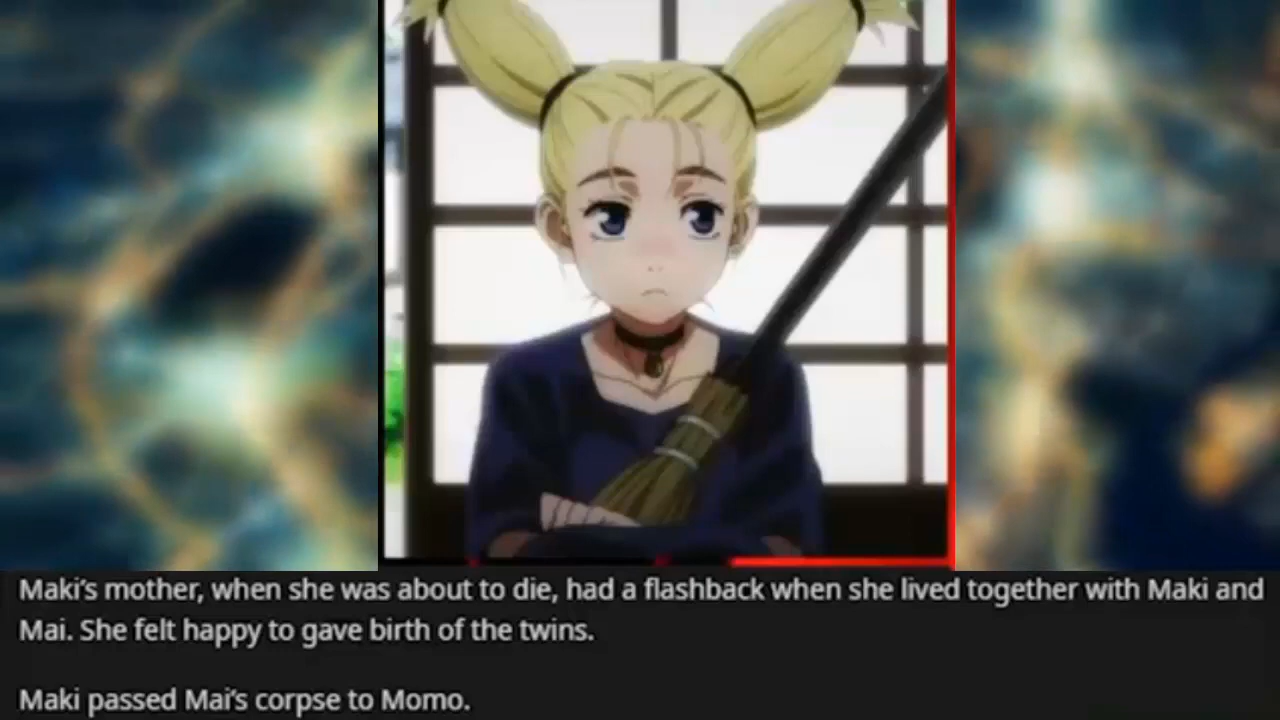 Maki’s mother, when she was about to die, had a flashback when she lived together with Maki and
Mai. She felt happy to gave birth of the twins.
Maki passed Mai’s corpse to Momo.